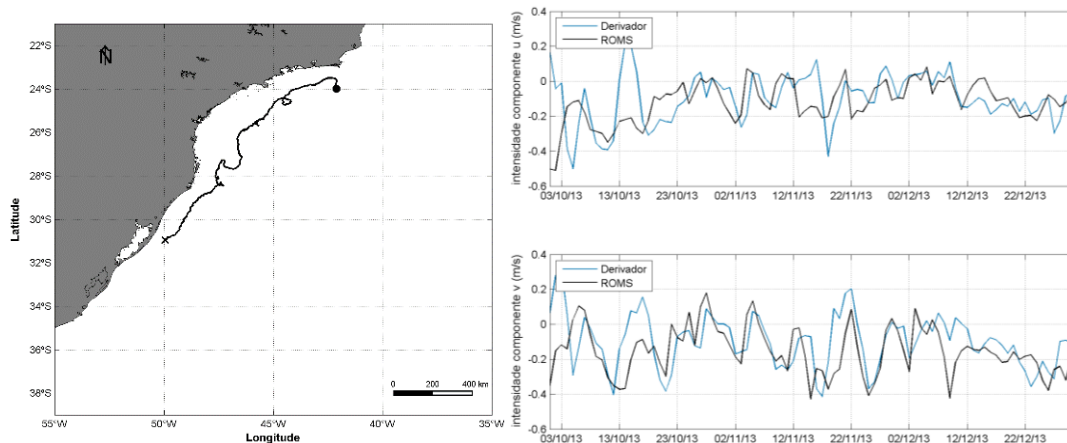 22°S
N
24°S
26°S
28°S
30°S
32°S
34°S
36°S
38°S
Latitude
0 200 400 km
55°W 50°W 45°W 40°W 35°W
Longitude
intensidade componente u (m/s)
0.4
0.2
0
-0.2
-0.4
-0.6
Derivador
ROMS
03/10/13 13/10/13 23/10/13 02/11/13 12/11/13 22/11/13 02/12/13 12/12/13 22/12/13
intensidade componente v (m/s)
0.4
0.2
0
-0.2
-0.4
-0.6
Derivador
ROMS
03/10/13 13/10/13 23/10/13 02/11/13 12/11/13 22/11/13 02/12/13 12/12/13 22/12/13